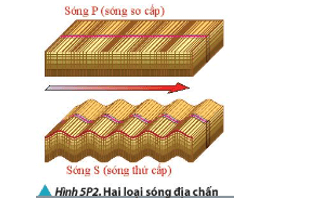 Sóng P (sóng sơ cấp)
Sóng S (sóng thứ cấp)
Hình 5P2. Hai loại sóng địa chấn